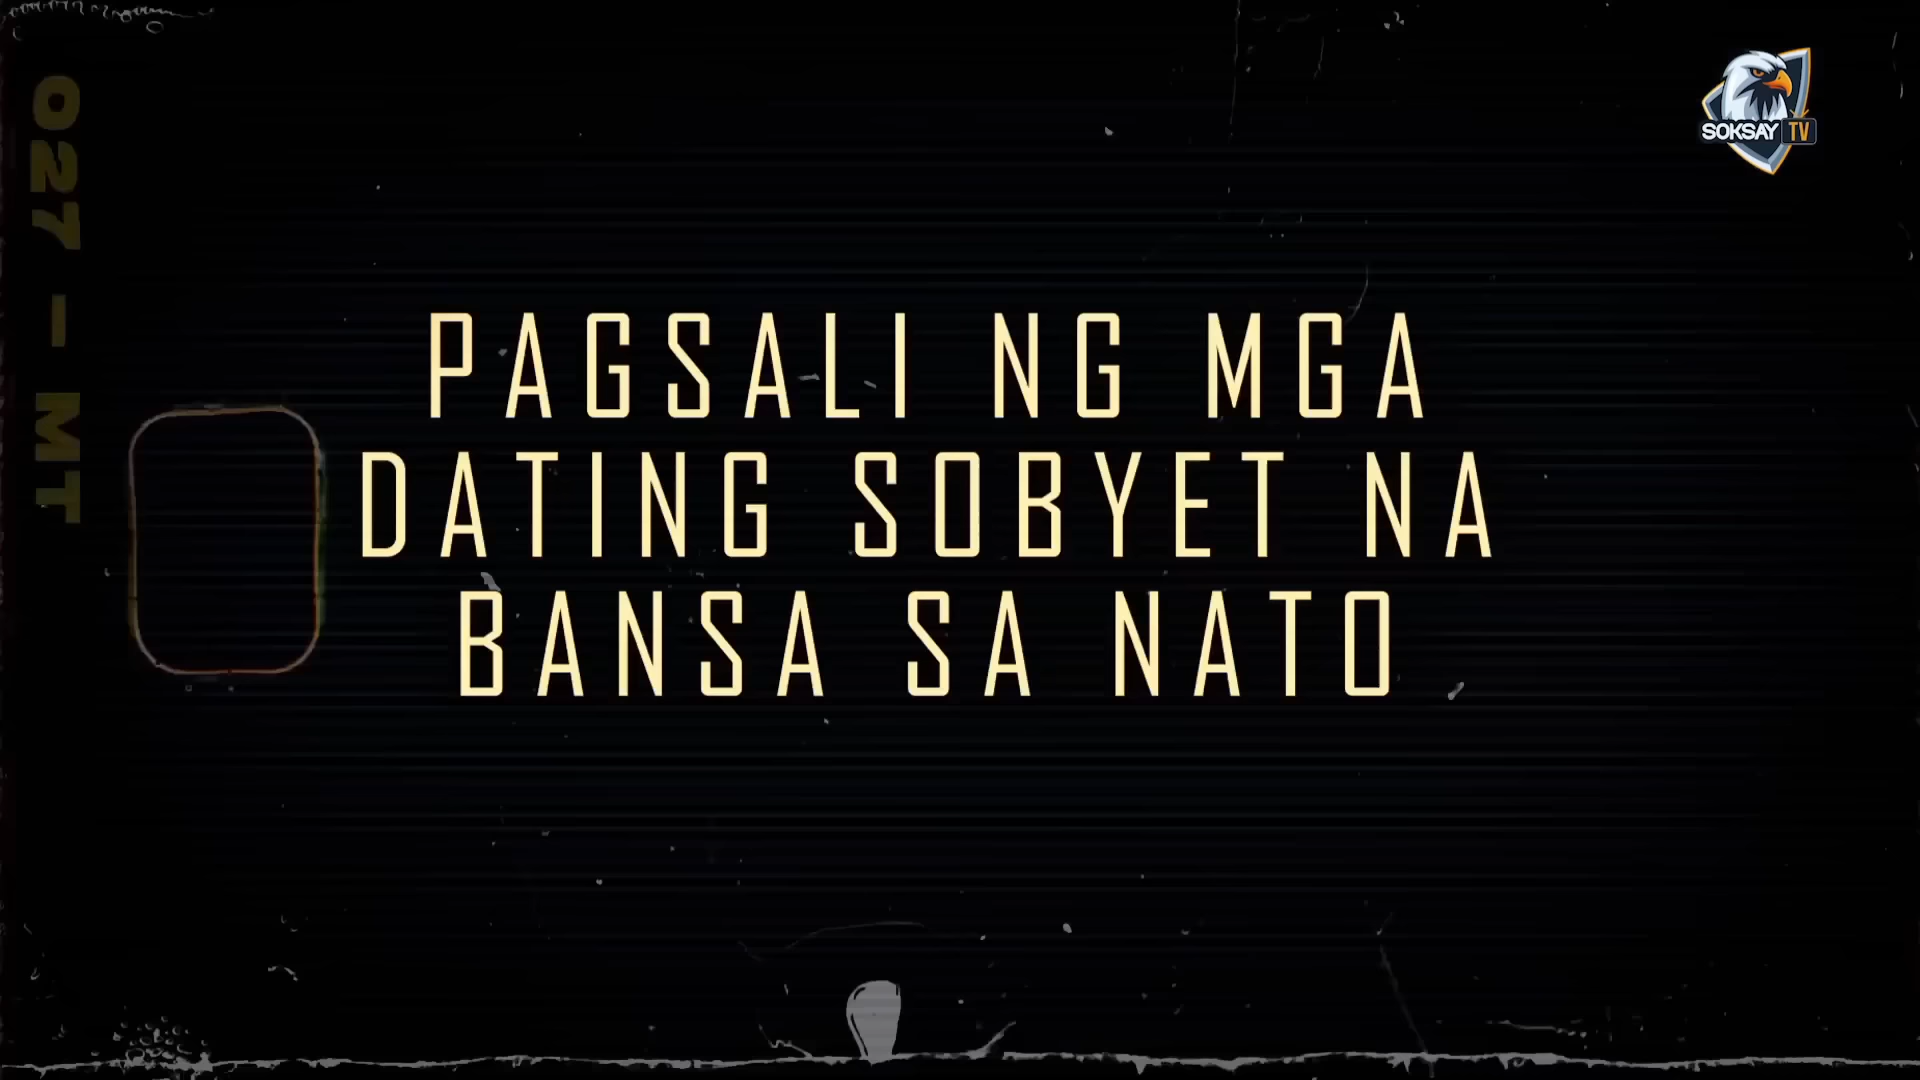 027 – MT
SOKSAY TV
PAGSALI NG MGA
DATING SOBYET NA
BANSA SA NATO